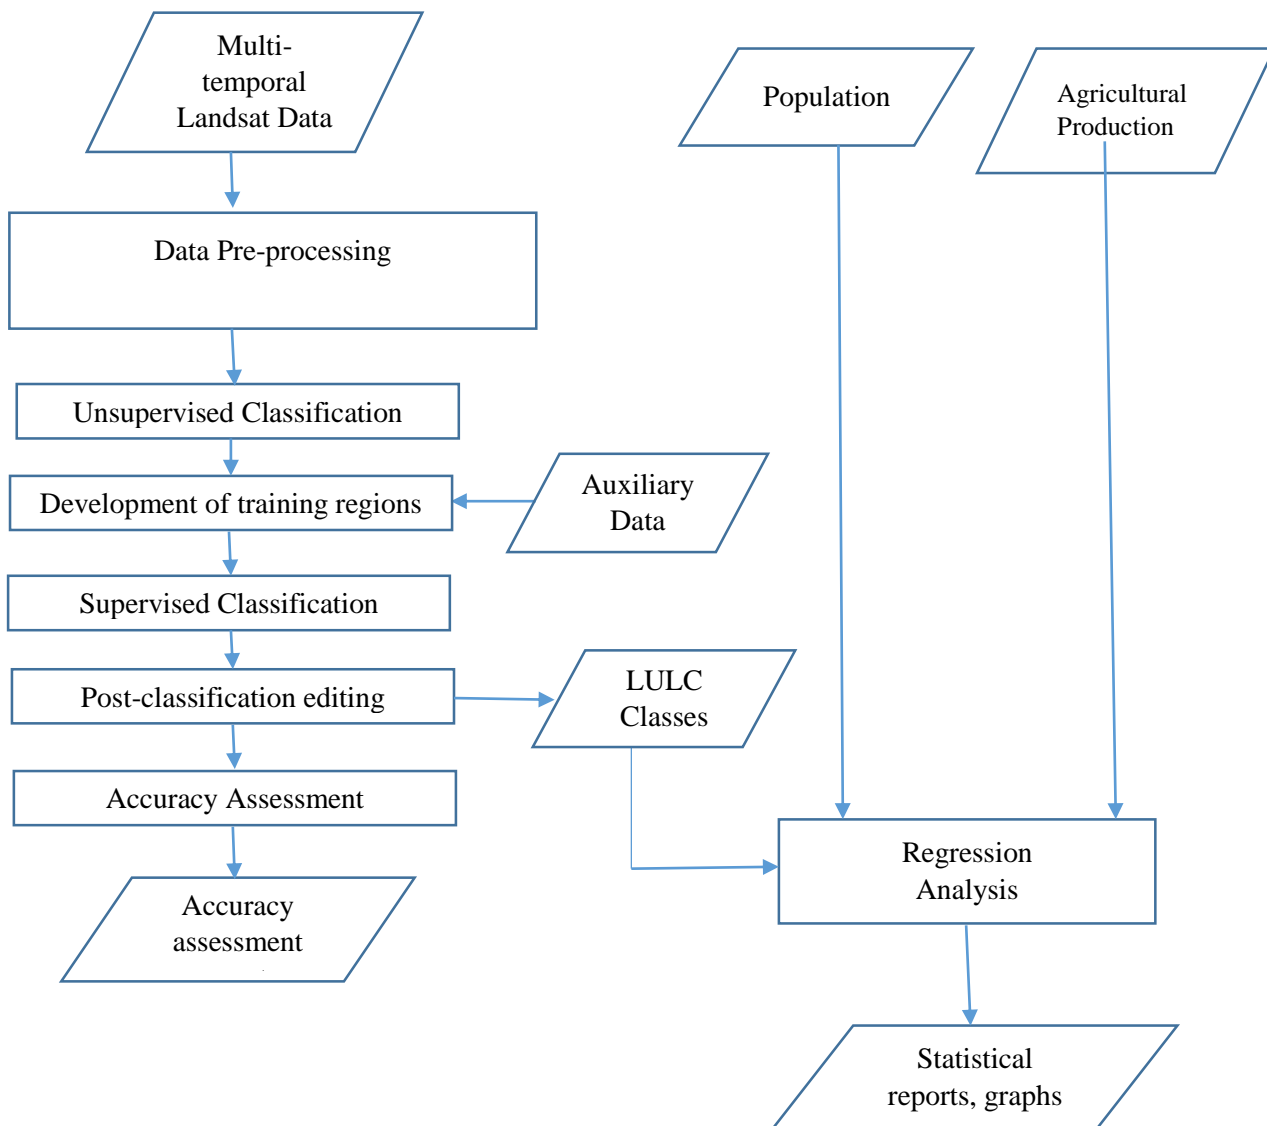 Multi-
temporal
Landsat Data
Population
Agricultural
Production
Data Pre-processing
Unsupervised Classification
Development of training regions
Auxiliary
Data
Supervised Classification
Post-classification editing
LULC
Classes
Accuracy Assessment
Regression
Analysis
Accuracy
assessment
Statistical
reports, graphs